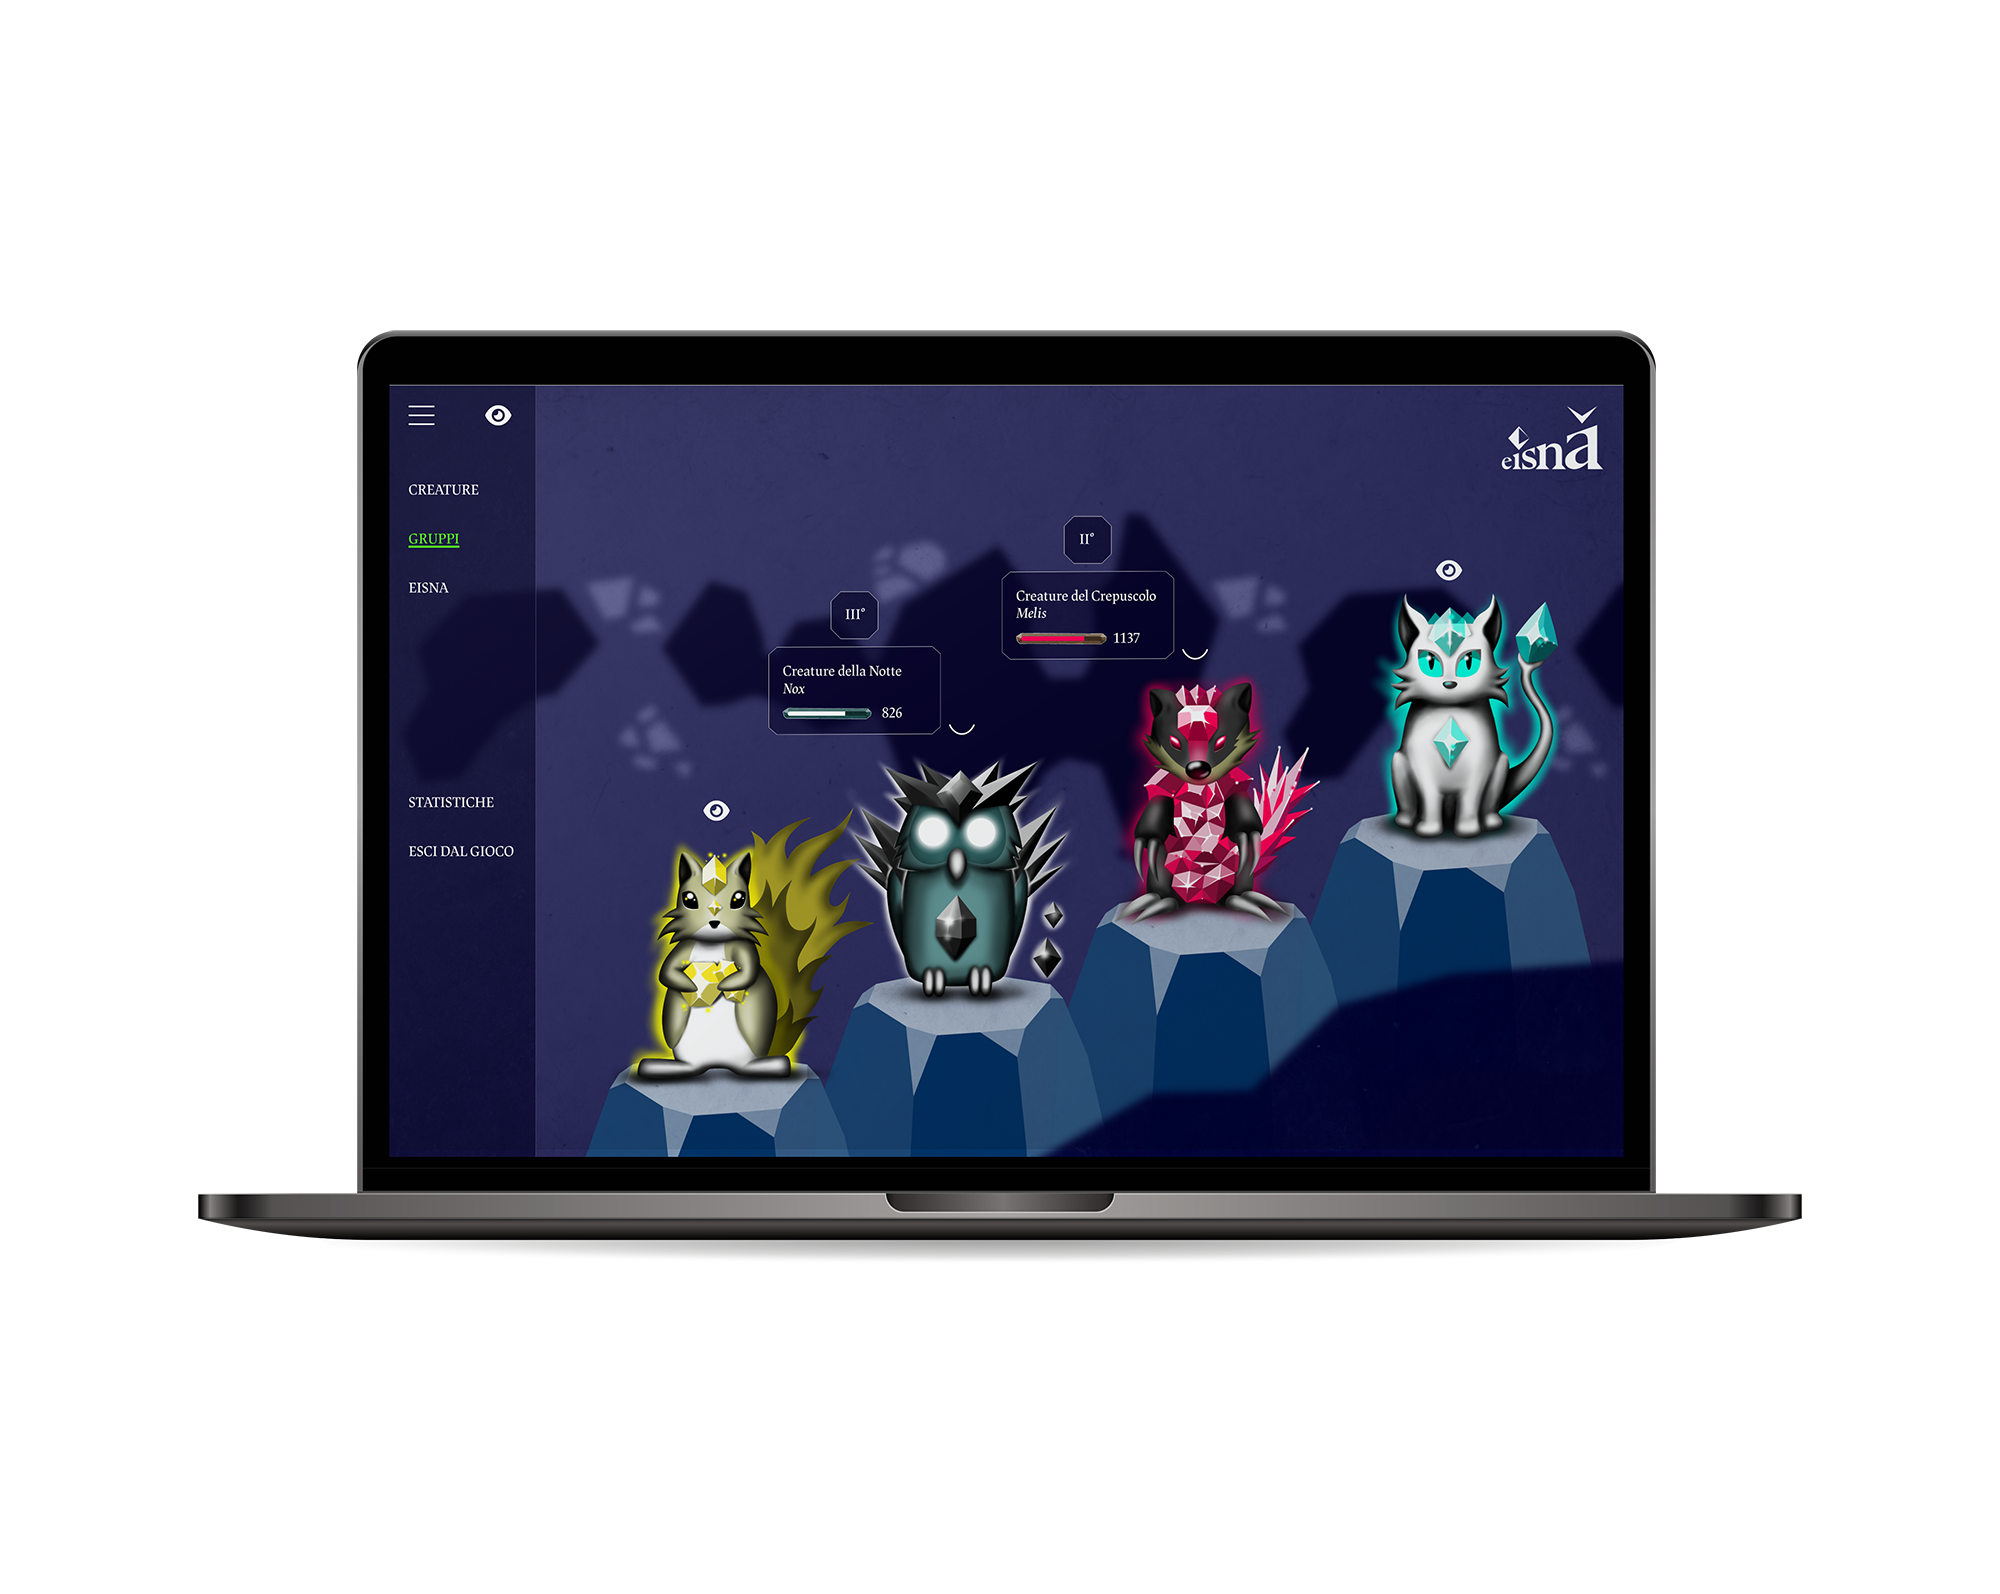 CREATURE
GRUPPI
EISNA
STATISTICHE
ESCI DAL GIOCO
eisnă
III°
Creature della Notte
Nox
826
II°
Creature del Crepuscolo
Melis
1137